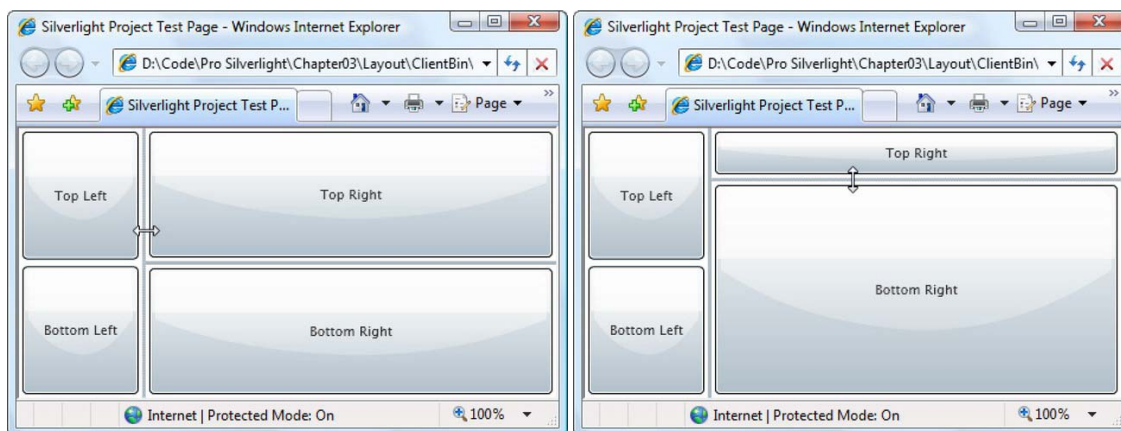 Silverlight Project Test Page - Windows Internet Explorer
D:\Code\Pro Silverlight\Chapter03\Layout\ClientBin\
Silverlight Project Test P...
Page
Top Left
Top Right
Bottom Left
Bottom Right
Internet | Protected Mode: On
100%
Silverlight Project Test Page - Windows Internet Explorer
D:\Code\Pro Silverlight\Chapter03\Layout\ClientBin\
Silverlight Project Test P...
Page
Top Right
Top Left
Bottom Right
Bottom Left
Internet | Protected Mode: On
100%